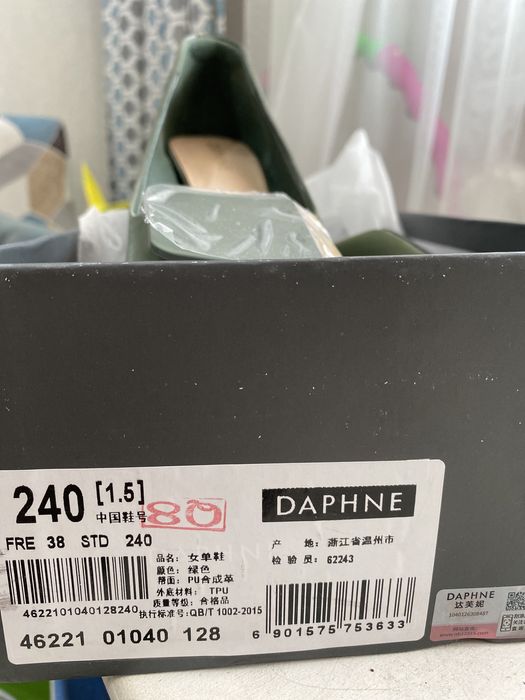 240 [1.5]
中国鞋号
80
FRE 38 STD 240
4622101040128240
46221 01040 128
品名: 女单鞋
颜色: 绿色
帮面: PU合成革
外底材料: TPU
质量等级: 合格品
执行标准号:QB/T 1002-2015
DAPHNE
产 地: 浙江省温州市
检 验 员: 62243
6 901575 753633
DAPHNE
达芙妮